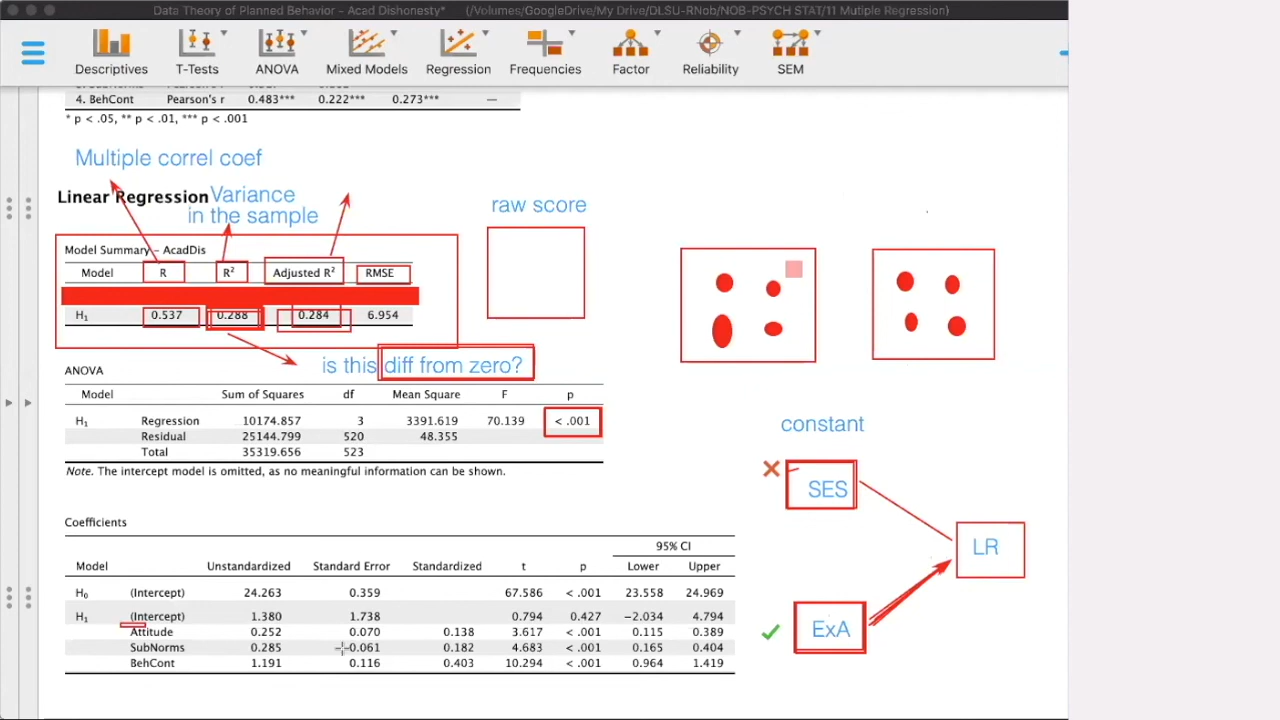 Data Theory of Planned Behavior - Acad Dishonesty* (/Volumes/GoogleDrive/My Drive/DLSU-RNob/NOB-PSYCH STAT/11 Mutiple Regression)
Descriptives T-Tests ANOVA Mixed Models Regression Frequencies Factor Reliability SEM
4. BehCont Pearson's r 0.483*** 0.222*** 0.273*** —
* p < .05, ** p < .01, *** p < .001
Multiple correl coef
Linear Regression
Variance
in the sample
raw score
Model Summary - AcadDis
Model R R² Adjusted R² RMSE
H₁ 0.537 0.288 0.284 6.954
is this diff from zero?
ANOVA
Model Sum of Squares df Mean Square F p
H₁ Regression 10174.857 3 3391.619 70.139 < .001
Residual 25144.799 520 48.355
Total 35319.656 523
Note. The intercept model is omitted, as no meaningful information can be shown.
constant
SES
LR
ExA
Coefficients
95% CI
Model Unstandardized Standard Error Standardized t p Lower Upper
H₀ (Intercept) 24.263 0.359 67.586 < .001 23.558 24.969
H₁ (Intercept) 1.380 1.738 0.794 0.427 −2.034 4.794
Attitude 0.252 0.070 0.138 3.617 < .001 0.115 0.389
SubNorms 0.285 0.061 0.182 4.683 < .001 0.165 0.404
BehCont 1.191 0.116 0.403 10.294 < .001 0.964 1.419